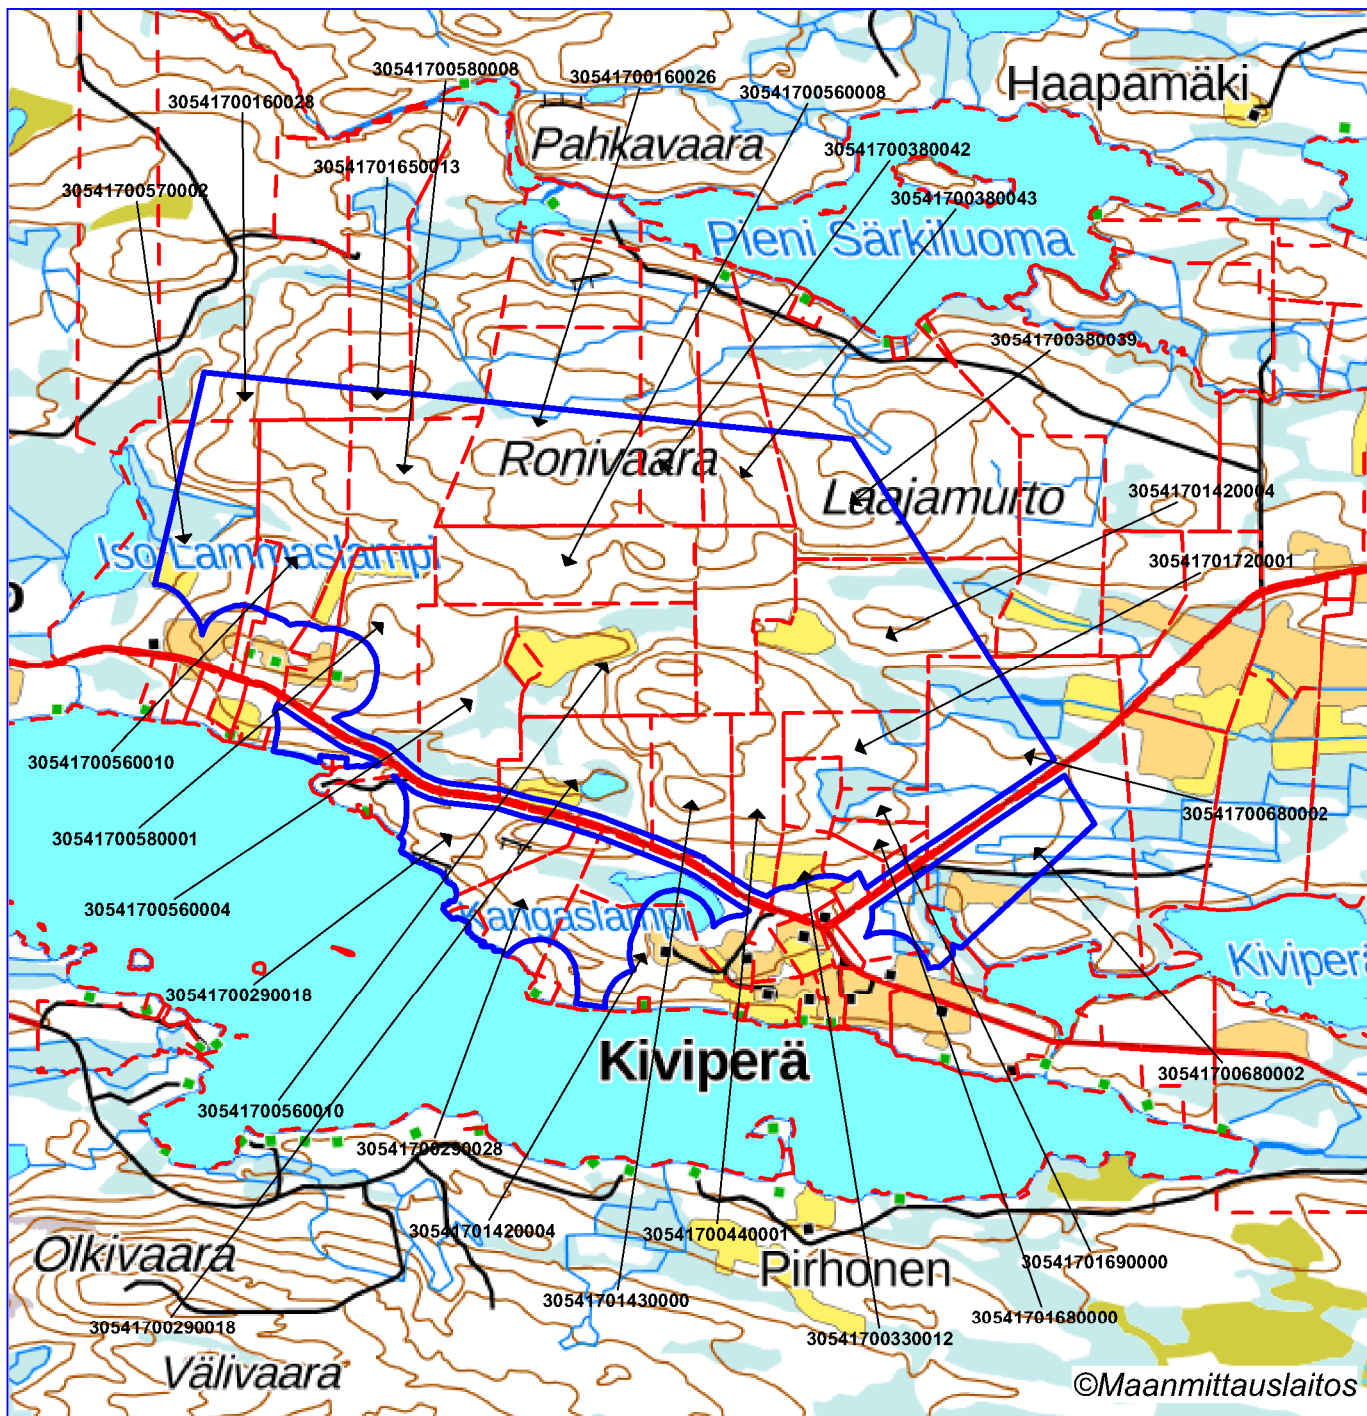 30541700580008
30541700160026
Haapamäki
30541700560008
30541700160028
Pahkavaara
30541700380042
30541701650013
30541700570002
30541700380043
Pieni Särkiluoma
30541700380039
Ronivaara
Laajamurto
30541701420004
Iso Lammaslampi
30541701720001
30541700560010
30541700680002
30541700580001
30541700560004
Kangaslampi
Kiviperä
30541700290018
Kiviperä
30541700680002
30541700560010
30541700290028
30541701420004
30541700440001
Olkivaara
30541701690000
Pirhonen
30541701430000
30541701680000
30541700290018
30541700330012
Välivaara
©Maanmittauslaitos